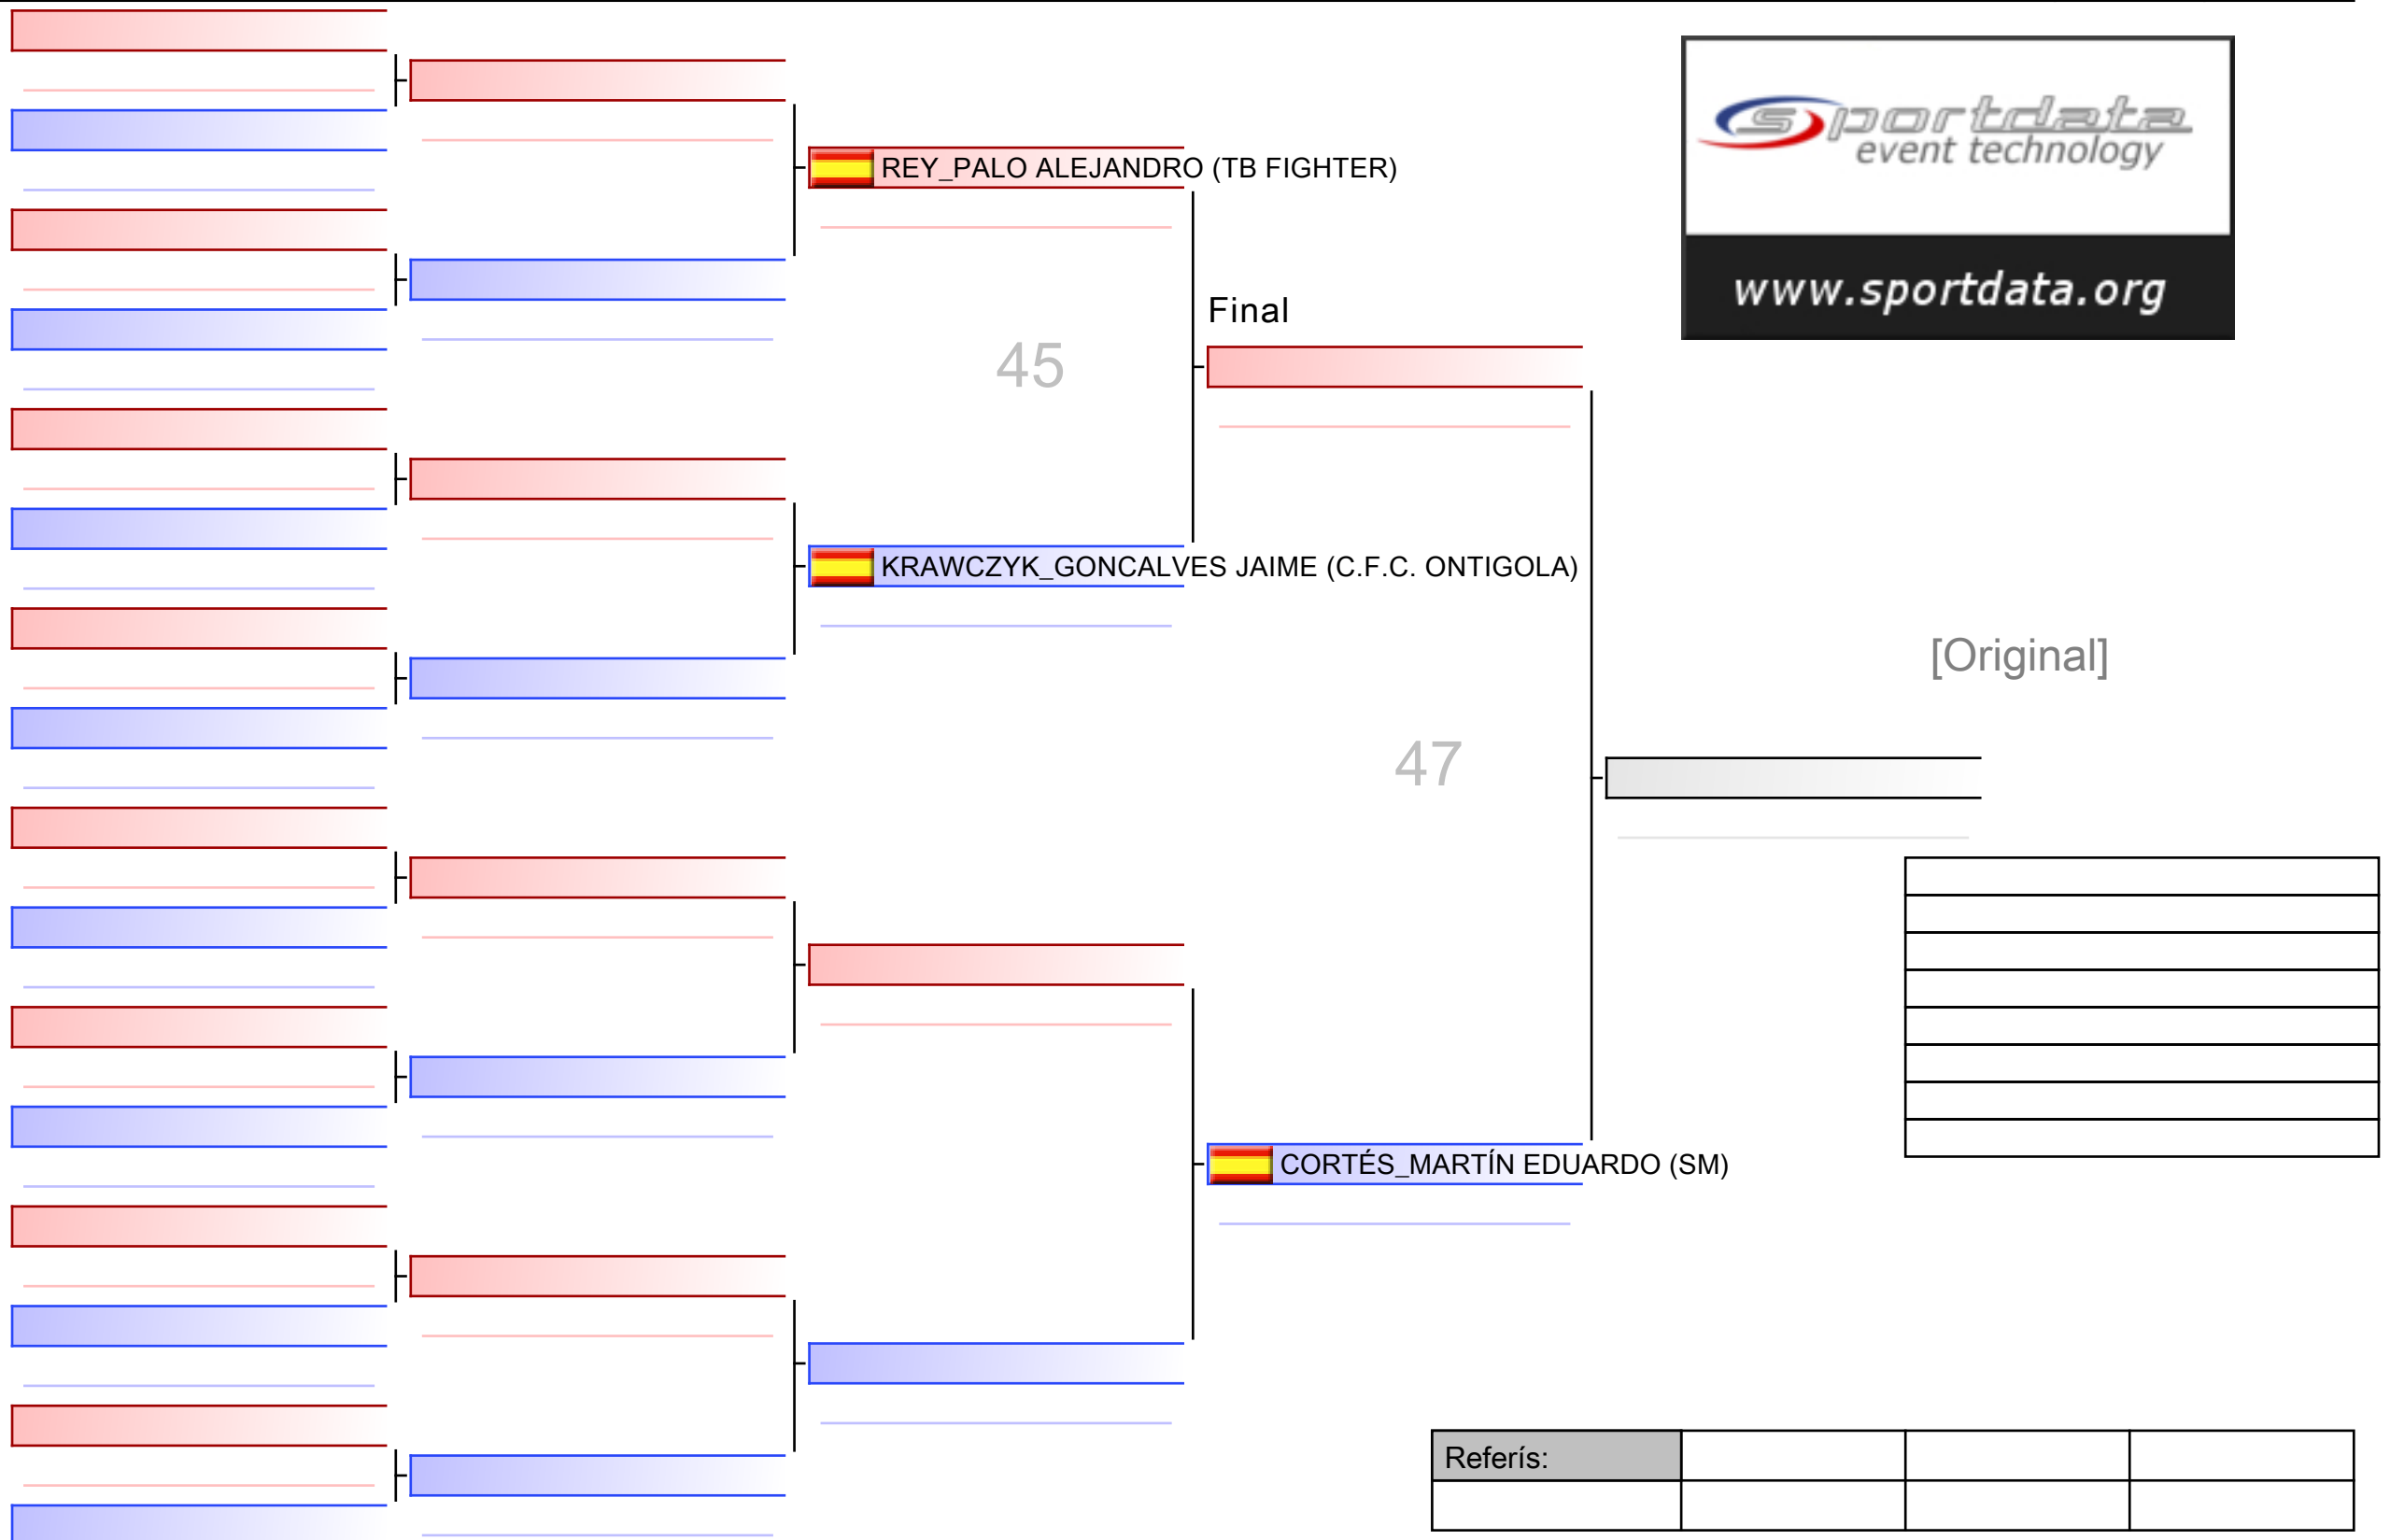 sportdata
event technology
www.sportdata.org
REY_PALO ALEJANDRO (TB FIGHTER)
Final
45
KRAWCZYK_GONCALVES JAIME (C.F.C. ONTIGOLA)
[Original]
47
CORTÉS_MARTÍN EDUARDO (SM)
Referís: